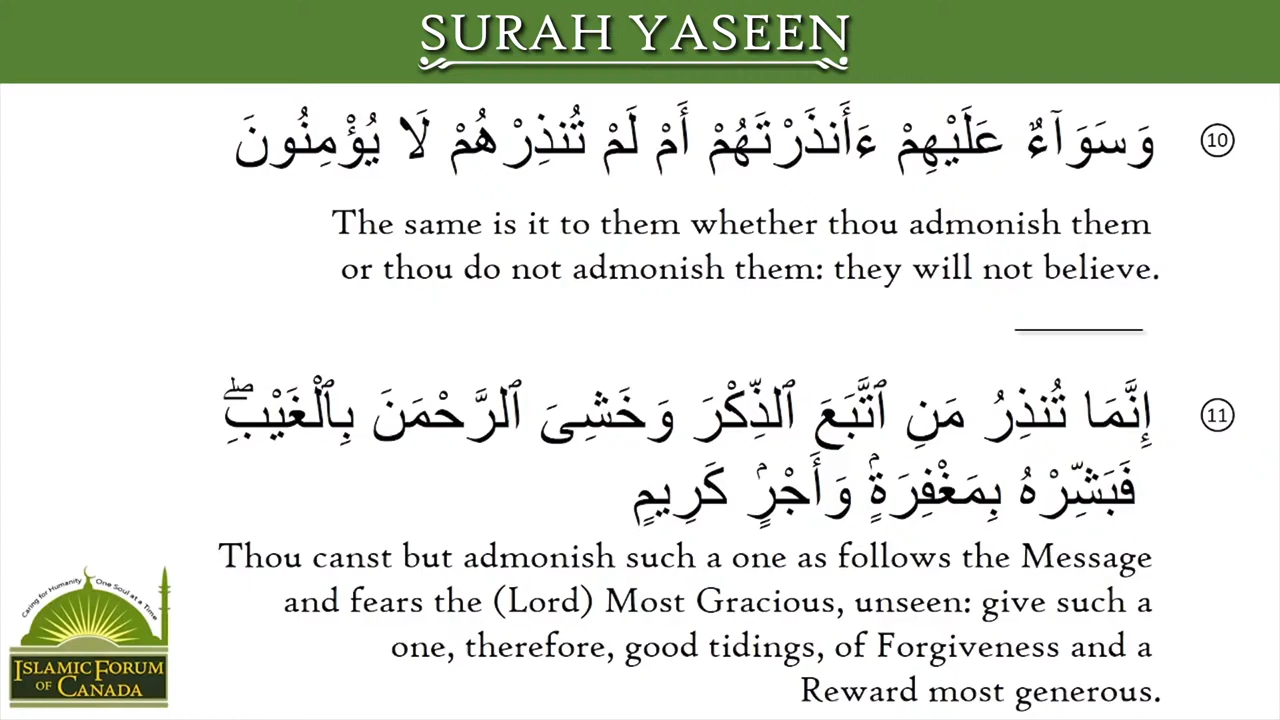 SURAH YASEEN
وَسَوَآءٌ عَلَيْهِمْ ءَأَنذَرْتَهُمْ أَمْ لَمْ تُنذِرْهُمْ لَا يُؤْمِنُونَ
10
The same is it to them whether thou admonish them
or thou do not admonish them: they will not believe.
إِنَّمَا تُنذِرُ مَنِ ٱتَّبَعَ ٱلذِّكْرَ وَخَشِىَ ٱلرَّحْمَنَ بِٱلْغَيْبِۖ
11
فَبَشِّرْهُ بِمَغْفِرَةٍۢ وَأَجْرٍۢ كَرِيمٍ
Thou canst but admonish such a one as follows the Message
and fears the (Lord) Most Gracious, unseen: give such a
one, therefore, good tidings, of Forgiveness and a
Reward most generous.
Caring for Humanity One Soul at a Time
ISLAMIC FORUM
OF CANADA